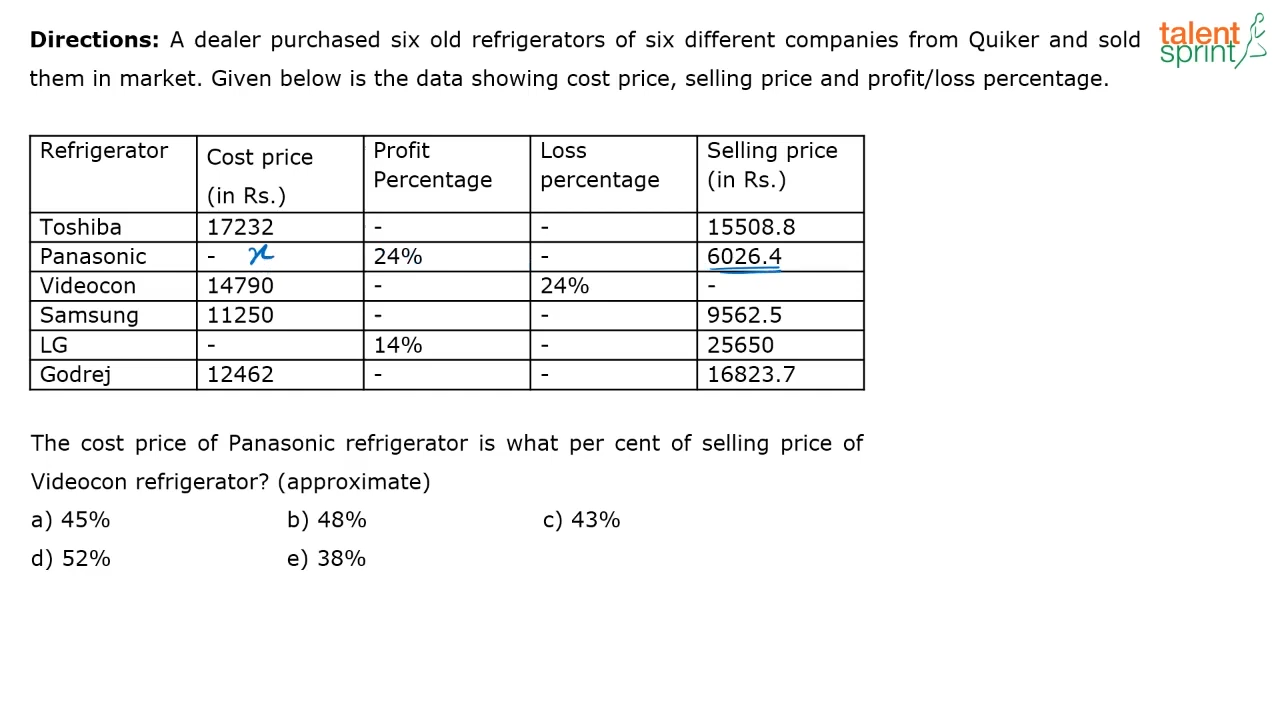 Directions: A dealer purchased six old refrigerators of six different companies from Quiker and sold
talent
sprint
them in market. Given below is the data showing cost price, selling price and profit/loss percentage.
Refrigerator Cost price (in Rs.) Profit Percentage Loss percentage Selling price (in Rs.)
Toshiba 17232 - - 15508.8
Panasonic - x 24% - 6026.4
Videocon 14790 - 24% -
Samsung 11250 - - 9562.5
LG - 14% - 25650
Godrej 12462 - - 16823.7
The cost price of Panasonic refrigerator is what per cent of selling price of
Videocon refrigerator? (approximate)
a) 45% b) 48% c) 43%
d) 52% e) 38%